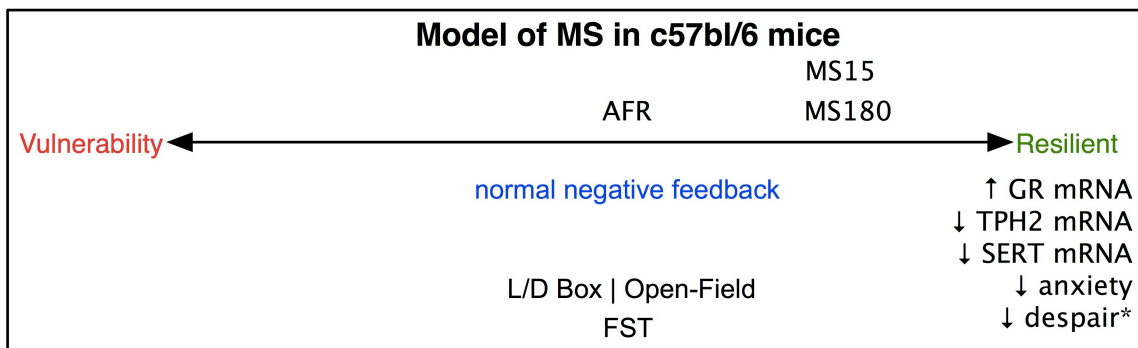 Model of MS in c57bl/6 mice
MS15
AFR MS180
Vulnerability Resilient
normal negative feedback
↑ GR mRNA
↓ TPH2 mRNA
↓ SERT mRNA
L/D Box | Open-Field
↓ anxiety
FST
↓ despair*